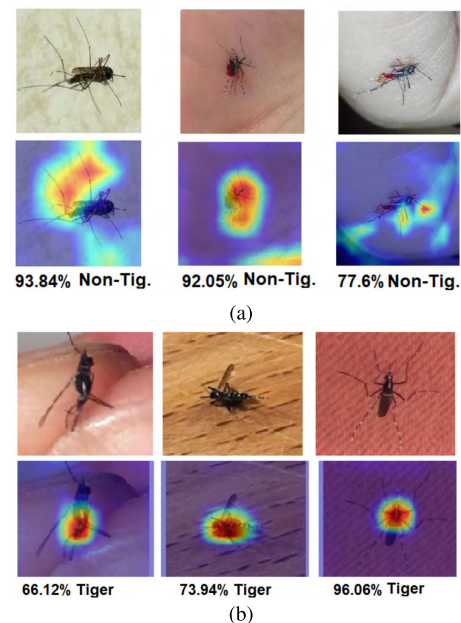 93.84% Non-Tig. 92.05% Non-Tig. 77.6% Non-Tig.
(a)
66.12% Tiger 73.94% Tiger 96.06% Tiger
(b)